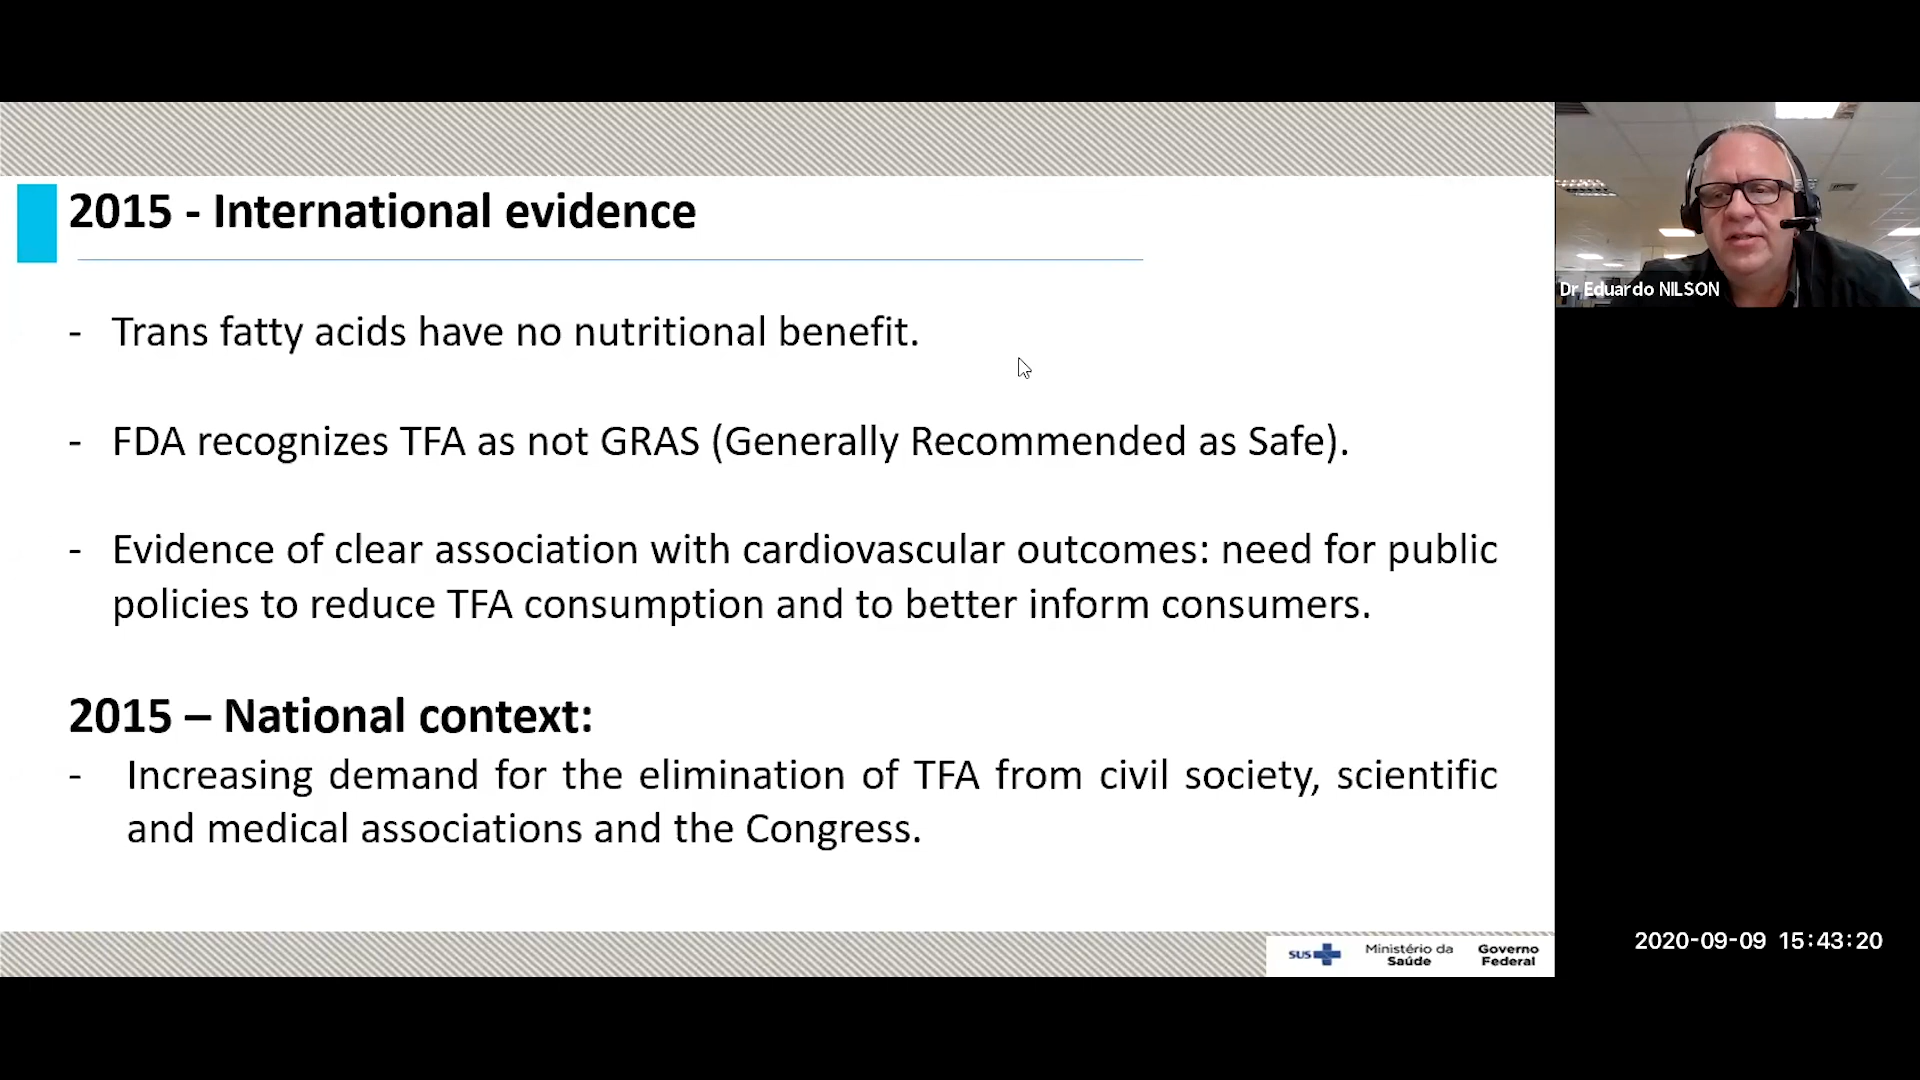 2015 - International evidence
- Trans fatty acids have no nutritional benefit.
- FDA recognizes TFA as not GRAS (Generally Recommended as Safe).
- Evidence of clear association with cardiovascular outcomes: need for public
policies to reduce TFA consumption and to better inform consumers.
2015 – National context:
- Increasing demand for the elimination of TFA from civil society, scientific
and medical associations and the Congress.
SUS
Ministério da
Saúde
Governo
Federal
Dr Eduardo NILSON
2020-09-09 15:43:20